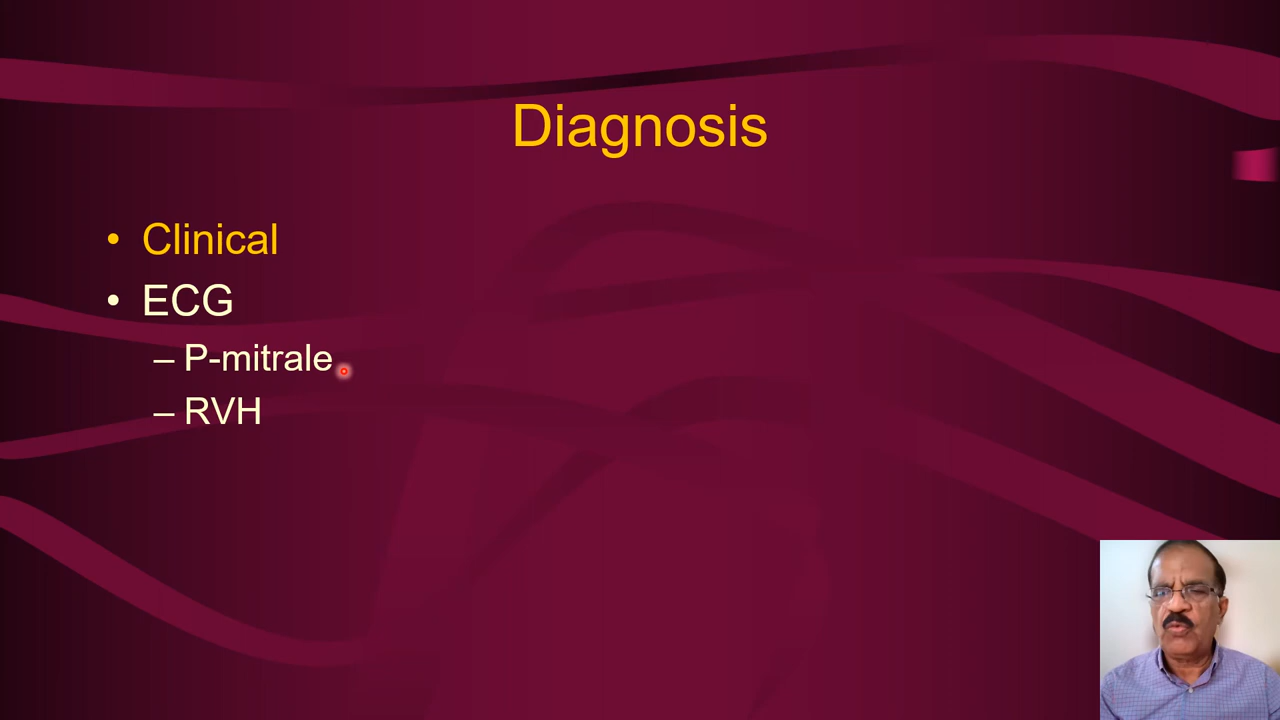 Diagnosis
• Clinical
• ECG
– P-mitrale
– RVH